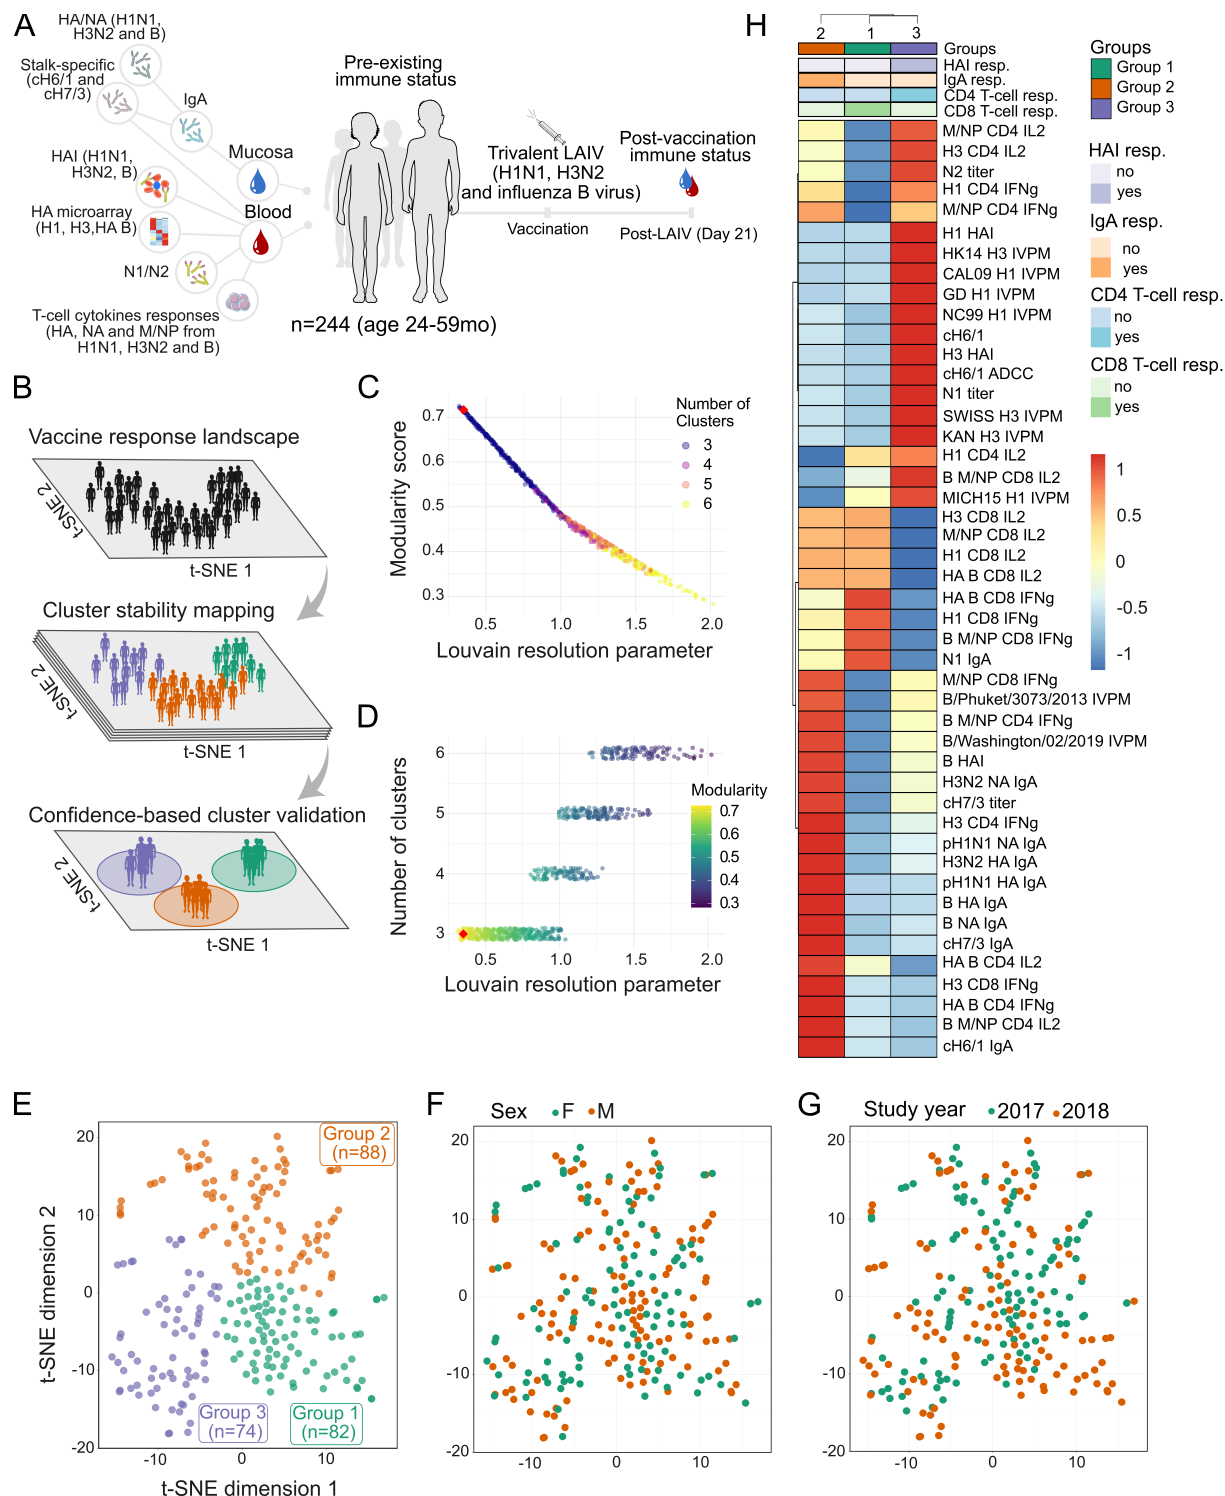 A
HA/NA (H1N1,
H3N2 and B)
Stalk-specific
(cH6/1 and
cH7/3)
IgA
HAI (H1N1,
H3N2, B)
Mucosa
HA microarray
(H1, H3,HA B)
Blood
N1/N2
T-cell cytokines responses
(HA, NA and M/NP from
H1N1, H3N2 and B)
Pre-existing
immune status
n=244 (age 24-59mo)
Trivalent LAIV
(H1N1, H3N2
and influenza B virus)
Vaccination
Post-vaccination
immune status
Post-LAIV (Day 21)
B
Vaccine response landscape
t-SNE 2
t-SNE 1
Cluster stability mapping
t-SNE 2
t-SNE 1
Confidence-based cluster validation
t-SNE 2
t-SNE 1
C
Modularity score
0.7
0.6
0.5
0.4
0.3
0.5
1.0
1.5
2.0
Louvain resolution parameter
Number of
Clusters
3
4
5
6
D
Number of clusters
6
5
4
3
0.5
1.0
1.5
2.0
Louvain resolution parameter
Modularity
0.7
0.6
0.5
0.4
0.3
E
t-SNE dimension 2
20
10
0
-10
-20
-10
0
10
t-SNE dimension 1
Group 2
(n=88)
Group 3
(n=74)
Group 1
(n=82)
F
Sex
F
M
20
10
0
-10
-20
-10
0
10
G
Study year
2017
2018
20
10
0
-10
-20
-10
0
10
H
2
1
3
Groups
HAI resp.
IgA resp.
CD4 T-cell resp.
CD8 T-cell resp.
M/NP CD4 IL2
H3 CD4 IL2
N2 titer
H1 CD4 IFNg
M/NP CD4 IFNg
H1 HAI
HK14 H3 IVPM
CAL09 H1 IVPM
GD H1 IVPM
NC99 H1 IVPM
cH6/1
H3 HAI
cH6/1 ADCC
N1 titer
SWISS H3 IVPM
KAN H3 IVPM
H1 CD4 IL2
B M/NP CD8 IL2
MICH15 H1 IVPM
H3 CD8 IL2
M/NP CD8 IL2
H1 CD8 IL2
HA B CD8 IL2
HA B CD8 IFNg
H1 CD8 IFNg
B M/NP CD8 IFNg
N1 IgA
M/NP CD8 IFNg
B/Phuket/3073/2013 IVPM
B M/NP CD4 IFNg
B/Washington/02/2019 IVPM
B HAI
H3N2 NA IgA
cH7/3 titer
H3 CD4 IFNg
pH1N1 NA IgA
H3N2 HA IgA
pH1N1 HA IgA
B HA IgA
B NA IgA
cH7/3 IgA
HA B CD4 IL2
H3 CD8 IFNg
HA B CD4 IFNg
B M/NP CD4 IL2
cH6/1 IgA
Groups
Group 1
Group 2
Group 3
HAI resp.
no
yes
IgA resp.
no
yes
CD4 T-cell resp.
no
yes
CD8 T-cell resp.
no
yes
1
0.5
0
-0.5
-1